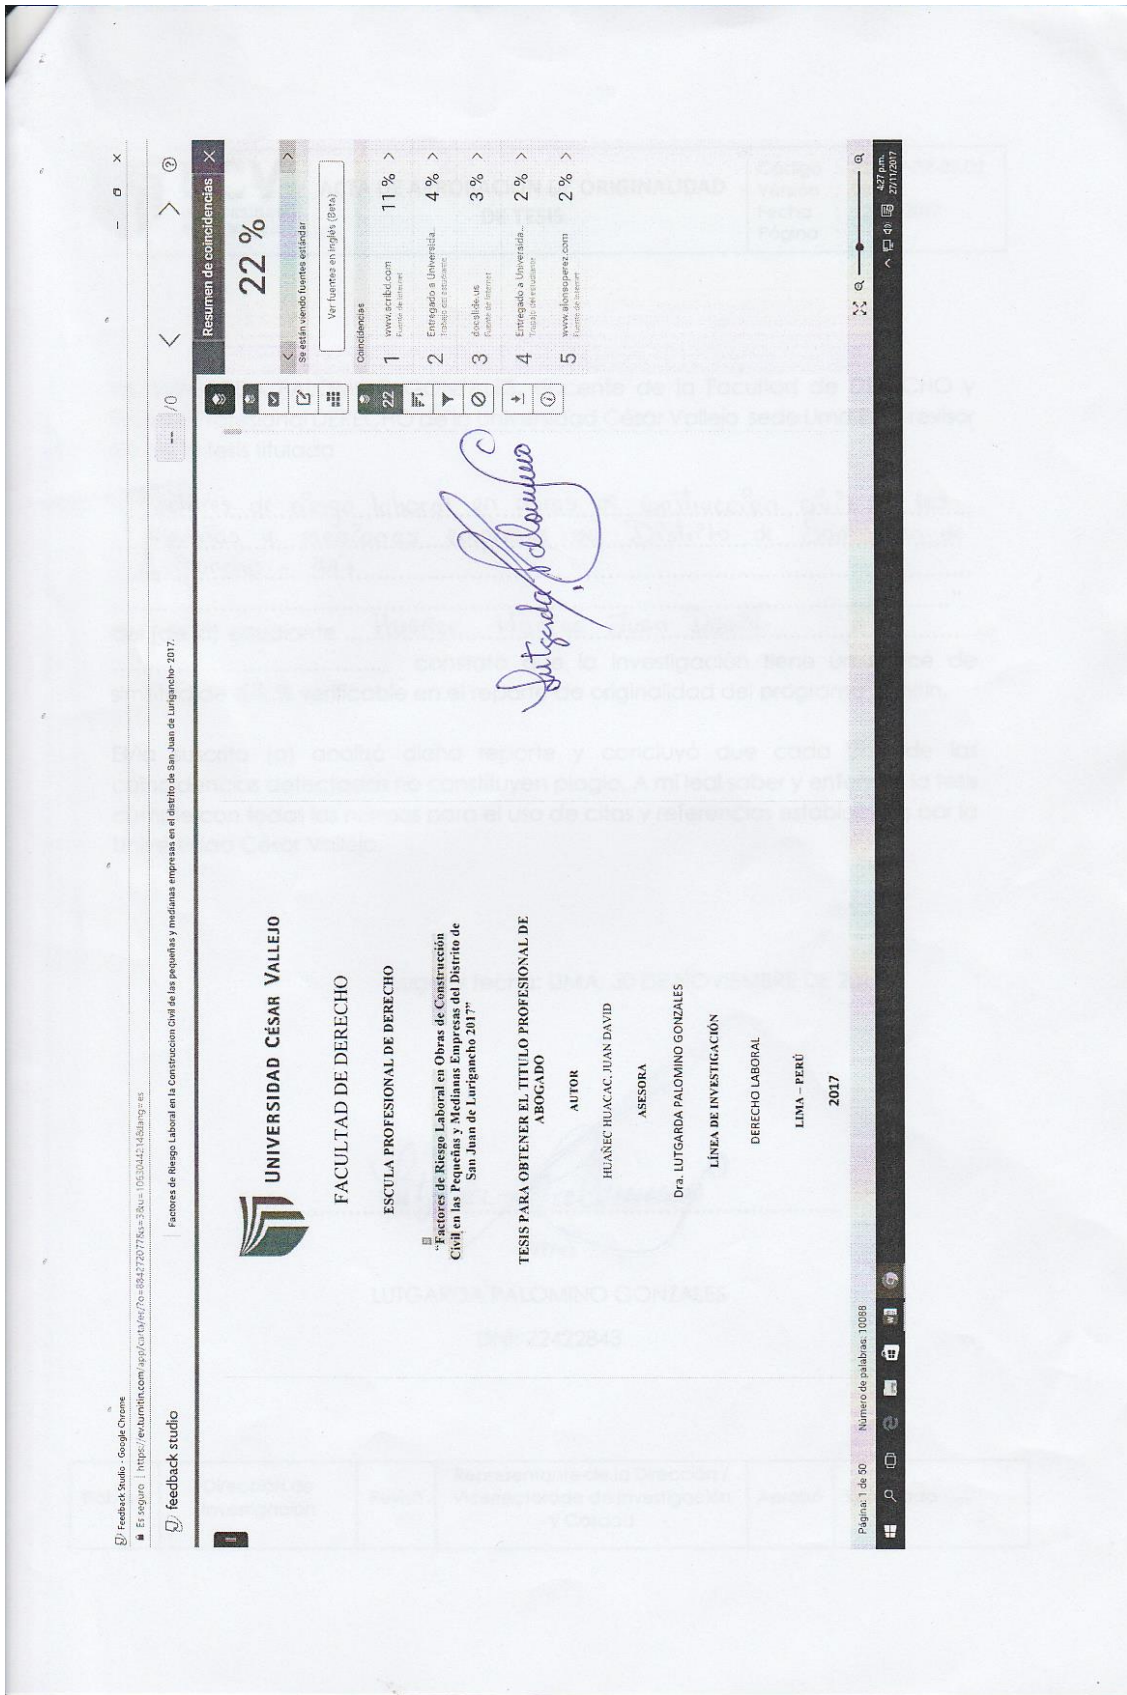 Feedback Studio - Google Chrome
Es seguro | https://ev.turnitin.com/app/carta/es/?o=884272077&s=3&u=1063044214&lang=es
feedback studio
Factores de Riesgo Laboral en la Construccion Civil de las pequeñas y medianas empresas en el distrito de San Juan de Lurigancho- 2017.
-- /0
UNIVERSIDAD CÉSAR VALLEJO
FACULTAD DE DERECHO
ESCULA PROFESIONAL DE DERECHO
“Factores de Riesgo Laboral en Obras de Construcción
Civil en las Pequeñas y Medianas Empresas del Distrito de
San Juan de Lurigancho 2017”
TESIS PARA OBTENER EL TITULO PROFESIONAL DE
ABOGADO
AUTOR
HUAÑEC HUACAC, JUAN DAVID
ASESORA
Dra. LUTGARDA PALOMINO GONZALES
LÍNEA DE INVESTIGACIÓN
DERECHO LABORAL
LIMA – PERÚ
2017
Lutgarda Palomino G
22
Resumen de coincidencias
22 %
Se están viendo fuentes estándar
Ver fuentes en inglés (Beta)
Coincidencias
1 www.scribd.com 11 %
Fuente de Internet
2 Entregado a Universida... 4 %
Trabajo del estudiante
3 docslide.us 3 %
Fuente de Internet
4 Entregado a Universida... 2 %
Trabajo del estudiante
5 www.alonsoperez.com 2 %
Fuente de Internet
Página: 1 de 50 Número de palabras: 10088
4:27 p.m.
27/11/2017